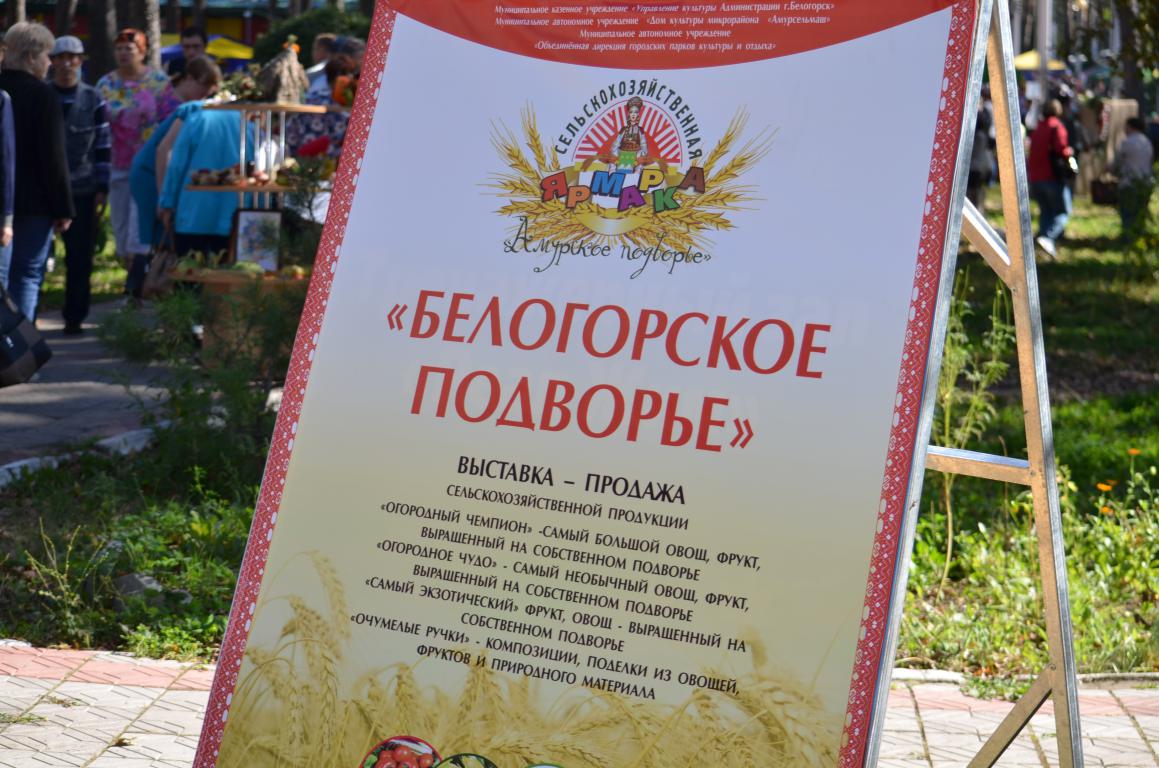 Муниципальное казенное учреждение «Управление культуры Администрации г.Белогорск»
Муниципальное автономное учреждение «Дом культуры микрорайона «Амурсельмаш»
Муниципальное автономное учреждение
«Объединённая дирекция городских парков культуры и отдыха»
СЕЛЬСКОХОЗЯЙСТВЕННАЯ
ЯРМАРКА
«Амурское подворье»
«БЕЛОГОРСКОЕ
ПОДВОРЬЕ»
ВЫСТАВКА – ПРОДАЖА
СЕЛЬСКОХОЗЯЙСТВЕННОЙ ПРОДУКЦИИ
«ОГОРОДНЫЙ ЧЕМПИОН» -САМЫЙ БОЛЬШОЙ ОВОЩ, ФРУКТ,
ВЫРАЩЕННЫЙ НА СОБСТВЕННОМ ПОДВОРЬЕ
«ОГОРОДНОЕ ЧУДО» - САМЫЙ НЕОБЫЧНЫЙ ОВОЩ, ФРУКТ,
ВЫРАЩЕННЫЙ НА СОБСТВЕННОМ ПОДВОРЬЕ
«САМЫЙ ЭКЗОТИЧЕСКИЙ» ФРУКТ, ОВОЩ - ВЫРАЩЕННЫЙ НА
СОБСТВЕННОМ ПОДВОРЬЕ
«ОЧУМЕЛЫЕ РУЧКИ» - КОМПОЗИЦИИ, ПОДЕЛКИ ИЗ ОВОЩЕЙ,
ФРУКТОВ И ПРИРОДНОГО МАТЕРИАЛА